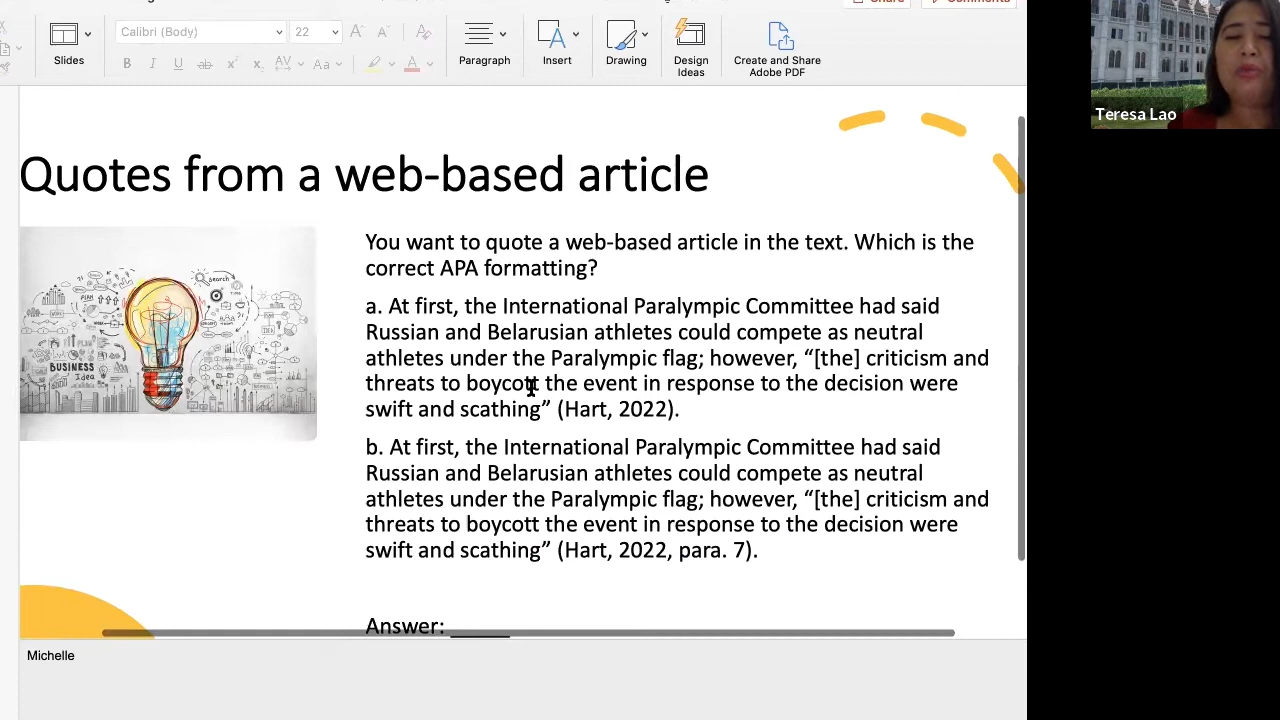 Share
Comments
Calibri (Body)
22
Slides
Paragraph
Insert
Drawing
Design
Ideas
Create and Share
Adobe PDF
Teresa Lao
Quotes from a web-based article
BUSINESS
Idea
Search
PLAN
You want to quote a web-based article in the text. Which is the
correct APA formatting?
a. At first, the International Paralympic Committee had said
Russian and Belarusian athletes could compete as neutral
athletes under the Paralympic flag; however, “[the] criticism and
threats to boycott the event in response to the decision were
swift and scathing” (Hart, 2022).
b. At first, the International Paralympic Committee had said
Russian and Belarusian athletes could compete as neutral
athletes under the Paralympic flag; however, “[the] criticism and
threats to boycott the event in response to the decision were
swift and scathing” (Hart, 2022, para. 7).
Answer: _____
Michelle